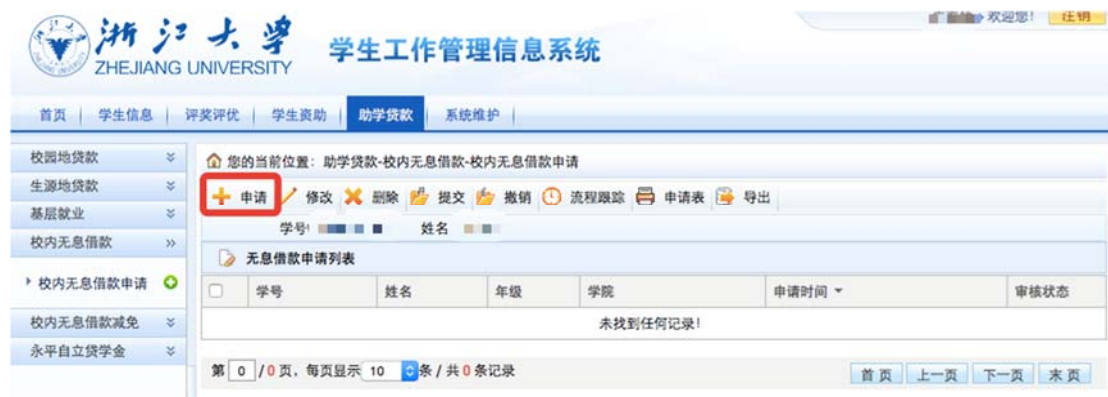 浙江大学 学生工作管理信息系统
ZHEJIANG UNIVERSITY
欢迎您! 注销
首页 学生信息 评奖评优 学生资助 助学贷款 系统维护
校园地贷款
生源地贷款
基层就业
校内无息借款
校内无息借款申请
校内无息借款减免
永平自立贷学金
您的当前位置: 助学贷款-校内无息借款-校内无息借款申请
申请 修改 删除 提交 撤销 流程跟踪 申请表 导出
学号 姓名
无息借款申请列表
学号 姓名 年级 学院 申请时间 审核状态
未找到任何记录!
第 0 / 0 页, 每页显示 10 条 / 共 0 条记录
首 页 上一页 下一页 末 页